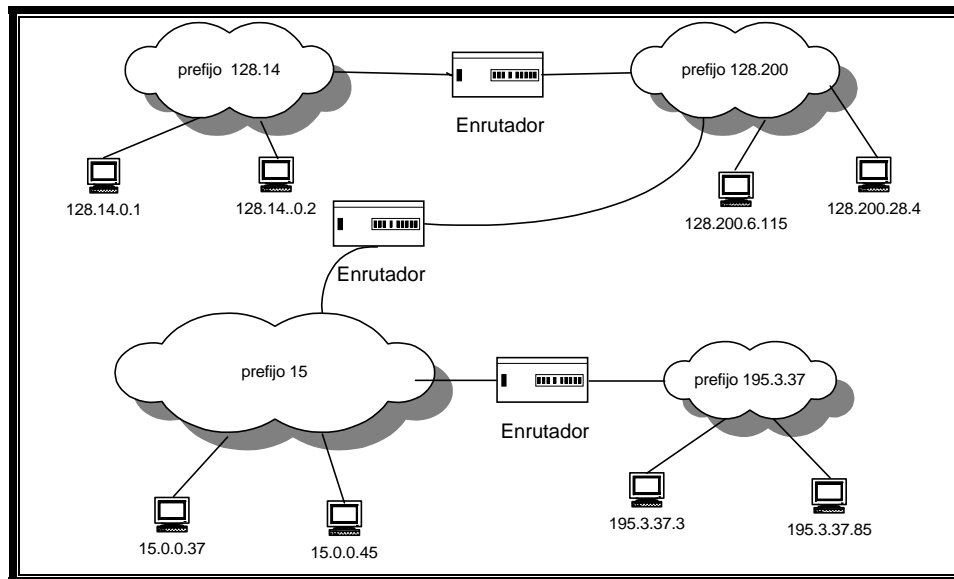 prefijo 128.14
prefijo 128.200
Enrutador
128.14.0.1
128.14..0.2
128.200.6.115
128.200.28.4
Enrutador
prefijo 15
prefijo 195.3.37
Enrutador
15.0.0.37
15.0.0.45
195.3.37.3
195.3.37.85